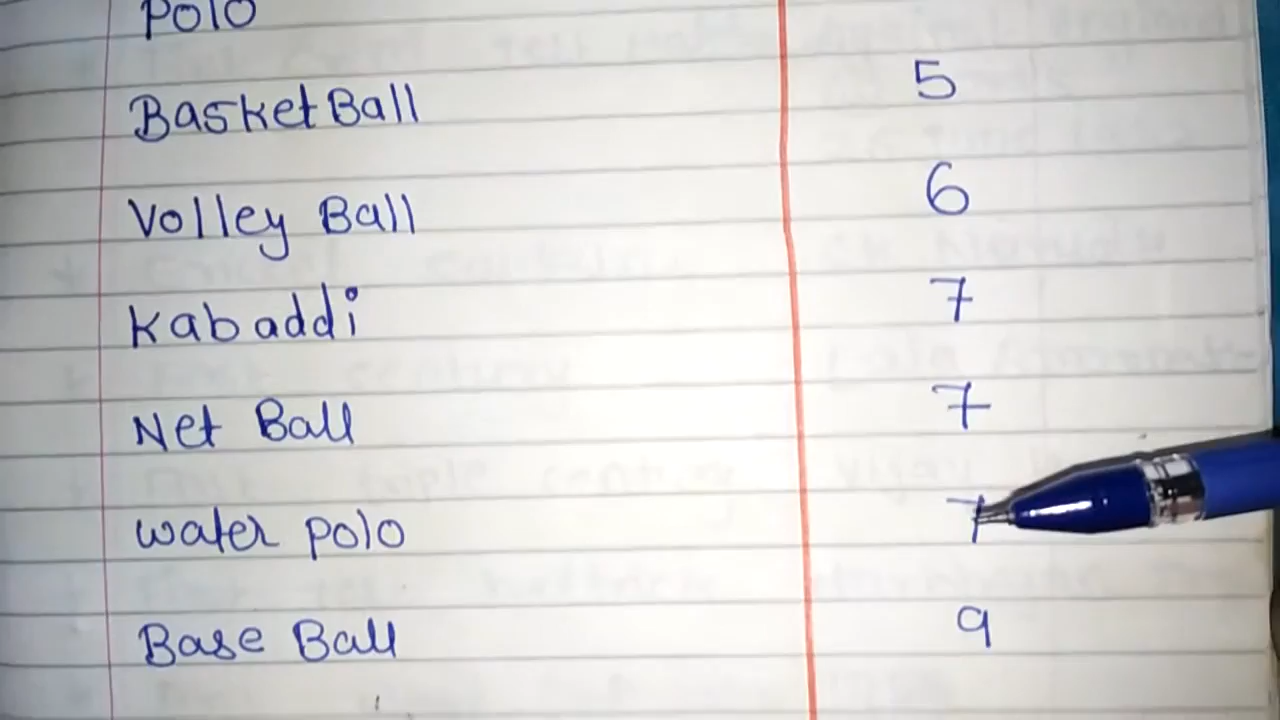 Polo
BasketBall 5
Volley Ball 6
Kabaddi 7
Net Ball 7
water polo 7
Base Ball 9